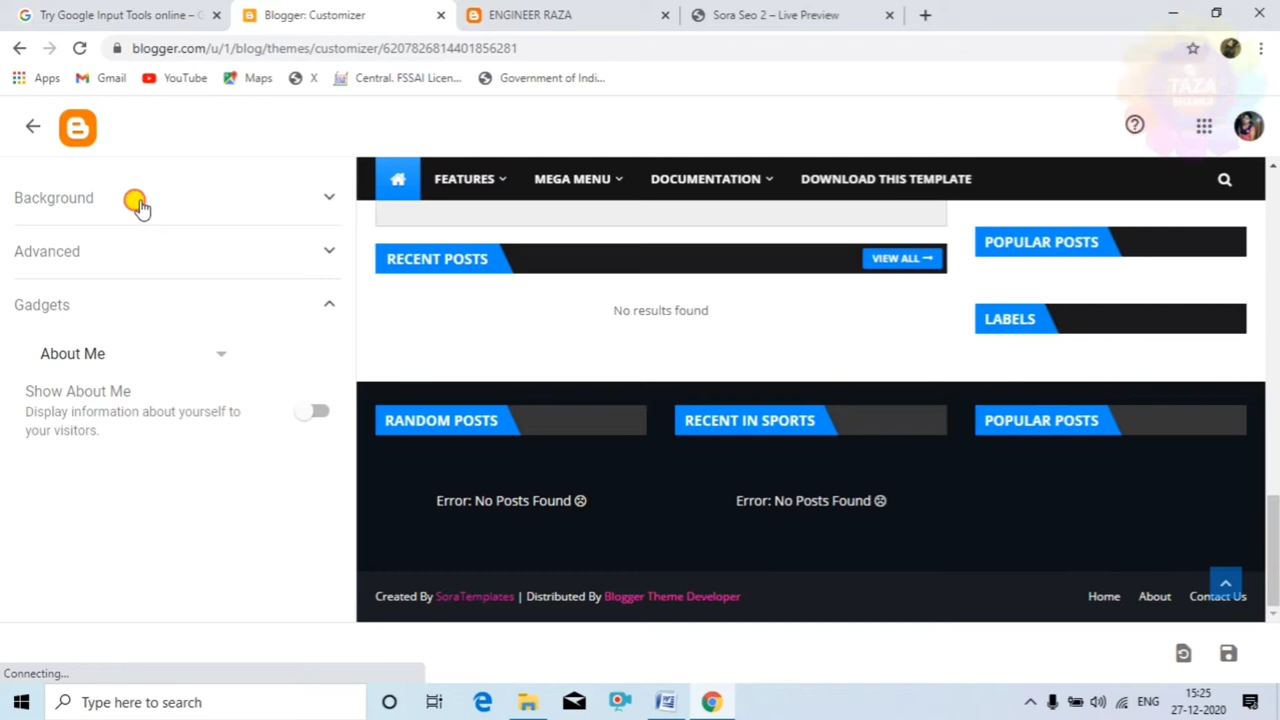 Try Google Input Tools online – G
Blogger: Customizer
ENGINEER RAZA
Sora Seo 2 – Live Preview
blogger.com/u/1/blog/themes/customizer/6207826814401856281
Apps
Gmail
YouTube
Maps
X
Central. FSSAI Licen...
Government of Indi...
TAZA
Background
Advanced
Gadgets
About Me
Show About Me
Display information about yourself to
your visitors.
FEATURES
MEGA MENU
DOCUMENTATION
DOWNLOAD THIS TEMPLATE
RECENT POSTS
VIEW ALL
No results found
POPULAR POSTS
LABELS
RANDOM POSTS
RECENT IN SPORTS
POPULAR POSTS
Error: No Posts Found ☹
Error: No Posts Found ☹
Created By SoraTemplates | Distributed By Blogger Theme Developer
Home
About
Contact Us
Connecting...
Type here to search
ENG
15:25
27-12-2020